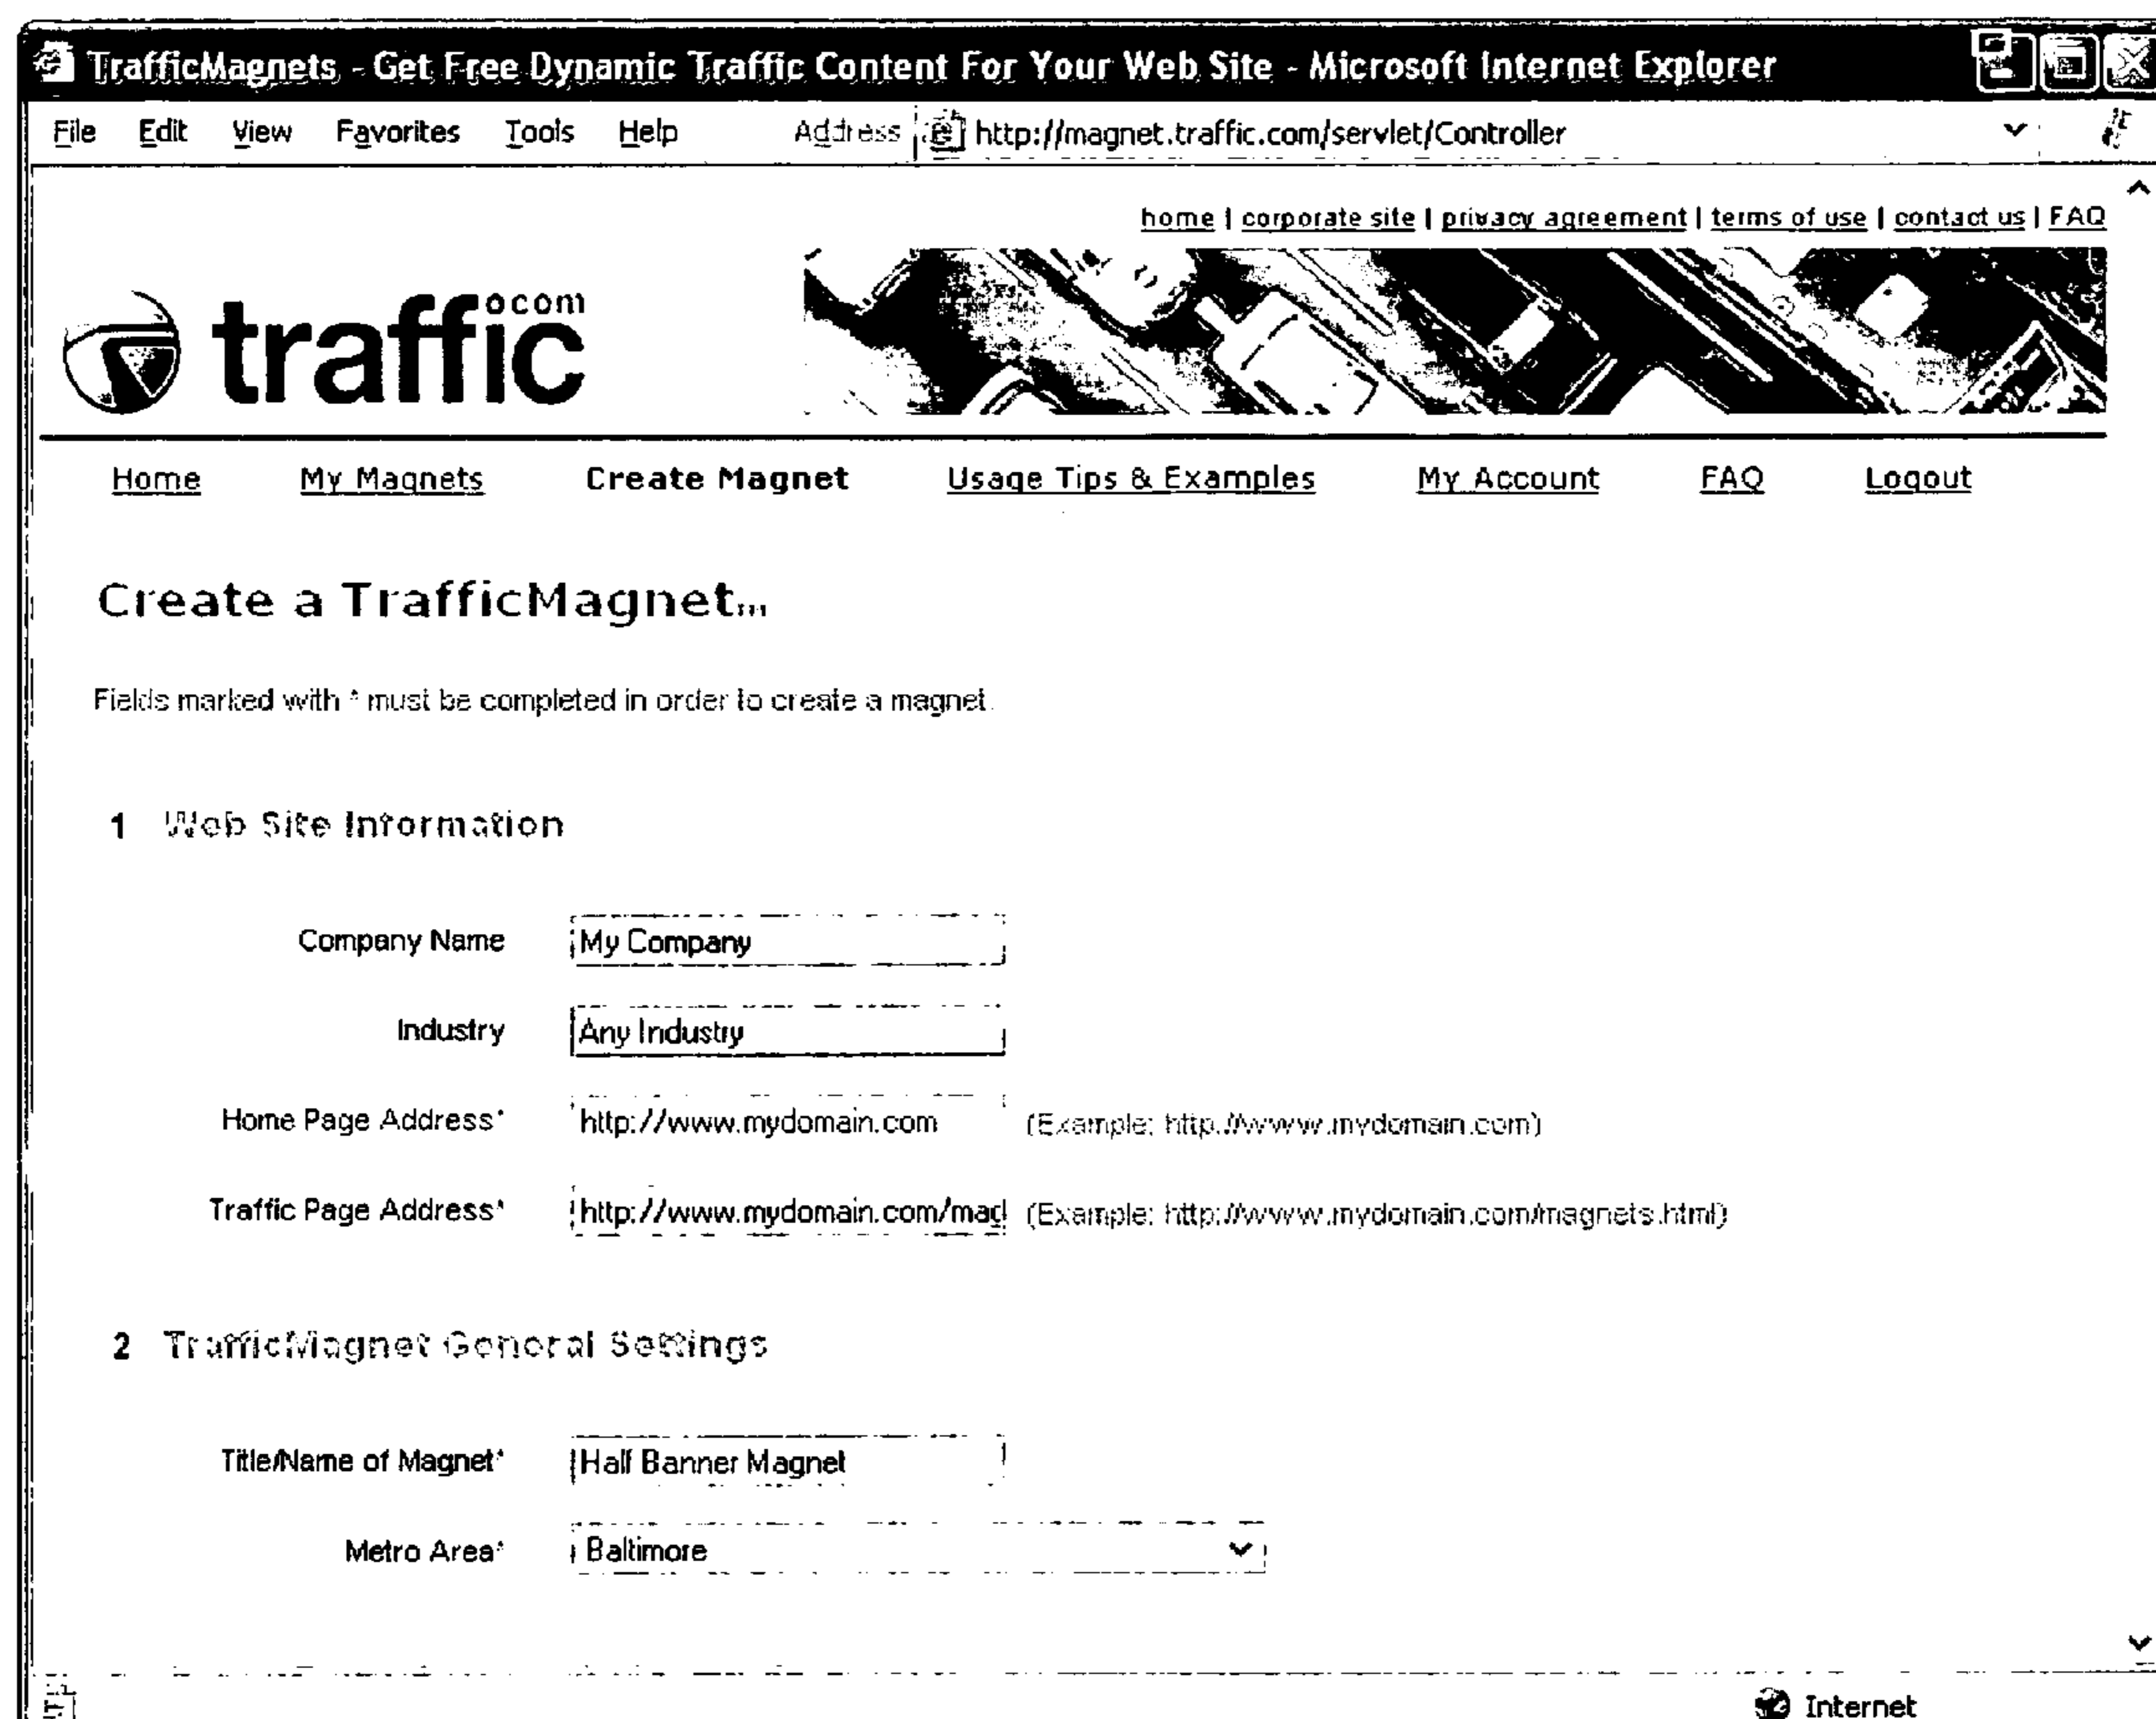 TrafficMagnets - Get Free Dynamic Traffic Content For Your Web Site - Microsoft Internet Explorer
File Edit View Favorites Tools Help Address http://magnet.traffic.com/servlet/Controller
home | corporate site | privacy agreement | terms of use | contact us | FAQ
traffic com
Home My Magnets Create Magnet Usage Tips & Examples My Account FAQ Logout
Create a TrafficMagnet
Fields marked with * must be completed in order to create a magnet.
1 Web Site Information
Company Name My Company
Industry Any Industry
Home Page Address* http://www.mydomain.com (Example: http://www.mydomain.com)
Traffic Page Address* http://www.mydomain.com/mag (Example: http://www.mydomain.com/magnets.html)
2 TrafficMagnet General Settings
Title/Name of Magnet* Half Banner Magnet
Metro Area* Baltimore
Internet